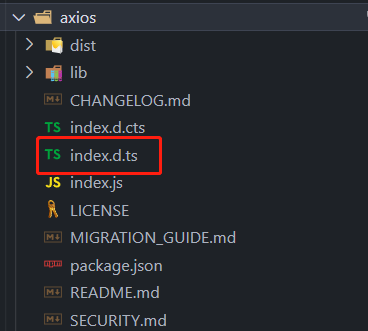 axios
dist
lib
CHANGELOG.md
TS index.d.cts
TS index.d.ts
JS index.js
LICENSE
MIGRATION_GUIDE.md
package.json
README.md
SECURITY.md